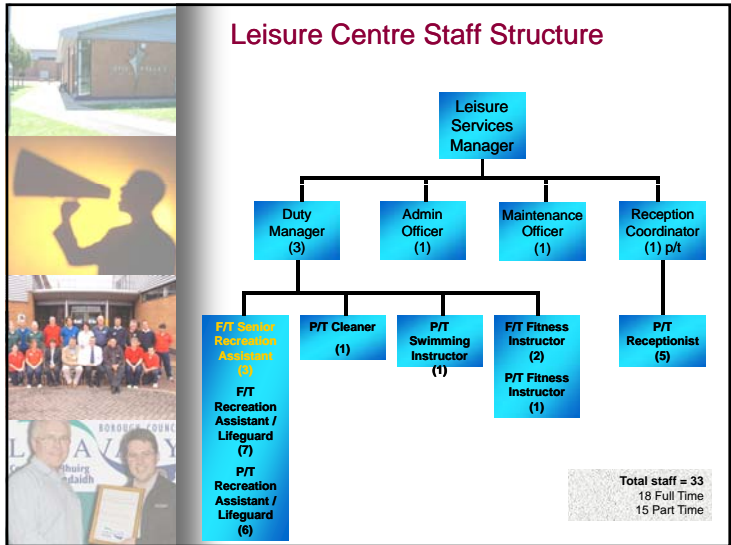 Leisure Centre Staff Structure
Leisure
Services
Manager
Duty
Manager
(3)
Admin
Officer
(1)
Maintenance
Officer
(1)
Reception
Coordinator
(1) p/t
F/T Senior
Recreation
Assistant
(3)
F/T
Recreation
Assistant /
Lifeguard
(7)
P/T
Recreation
Assistant /
Lifeguard
(6)
P/T Cleaner
(1)
P/T
Swimming
Instructor
(1)
F/T Fitness
Instructor
(2)
P/T Fitness
Instructor
(1)
P/T
Receptionist
(5)
Total staff = 33
18 Full Time
15 Part Time
BOROUGH COUNC